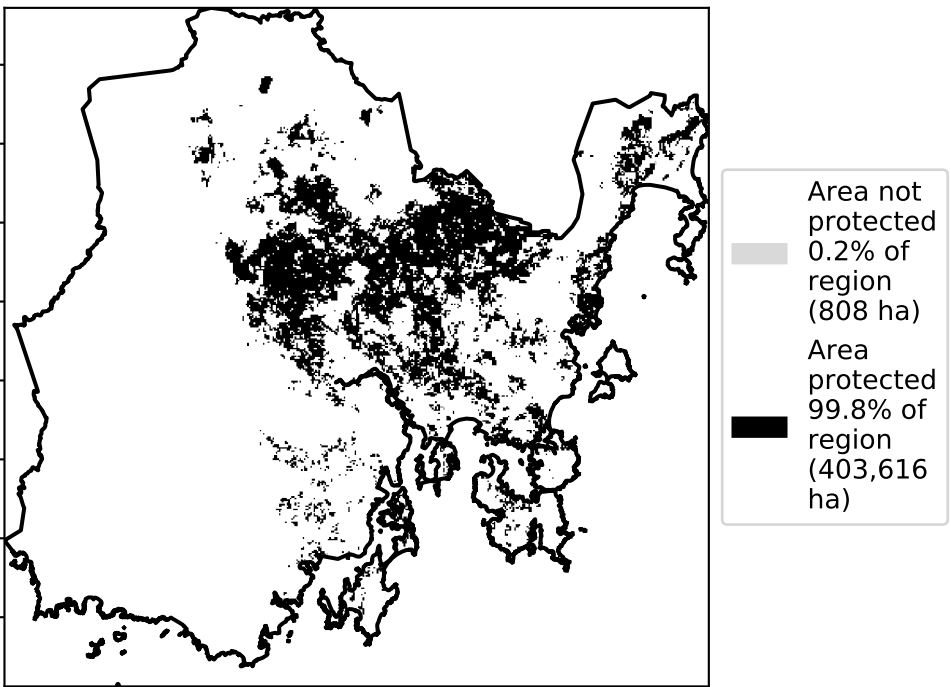 Area not
protected
0.2% of
region
(808 ha)
Area
protected
99.8% of
region
(403,616
ha)